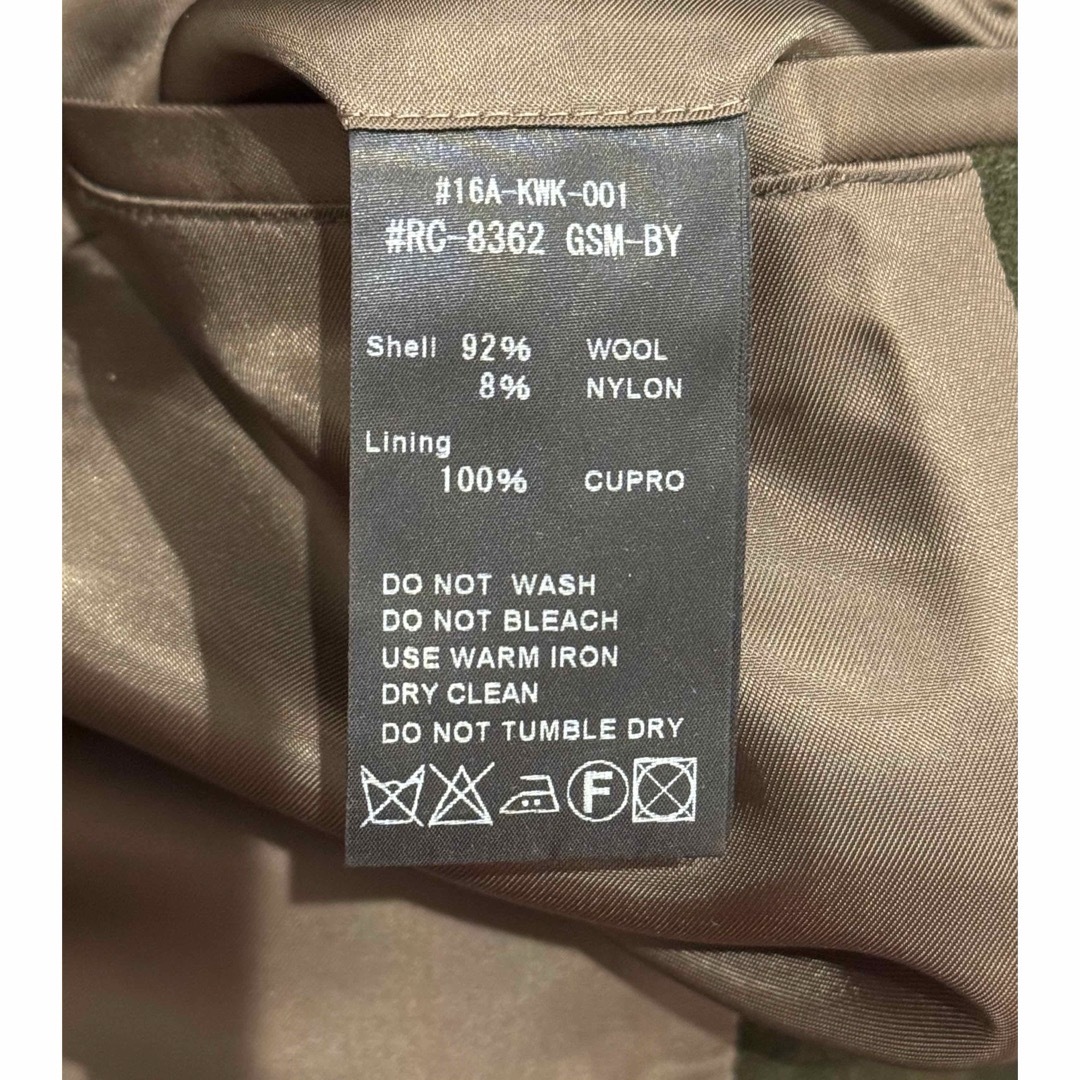 #16A-KWK-001
#RC-8362 GSM-BY
Shell 92% WOOL
8% NYLON
Lining
100% CUPRO
DO NOT WASH
DO NOT BLEACH
USE WARM IRON
DRY CLEAN
DO NOT TUMBLE DRY
F